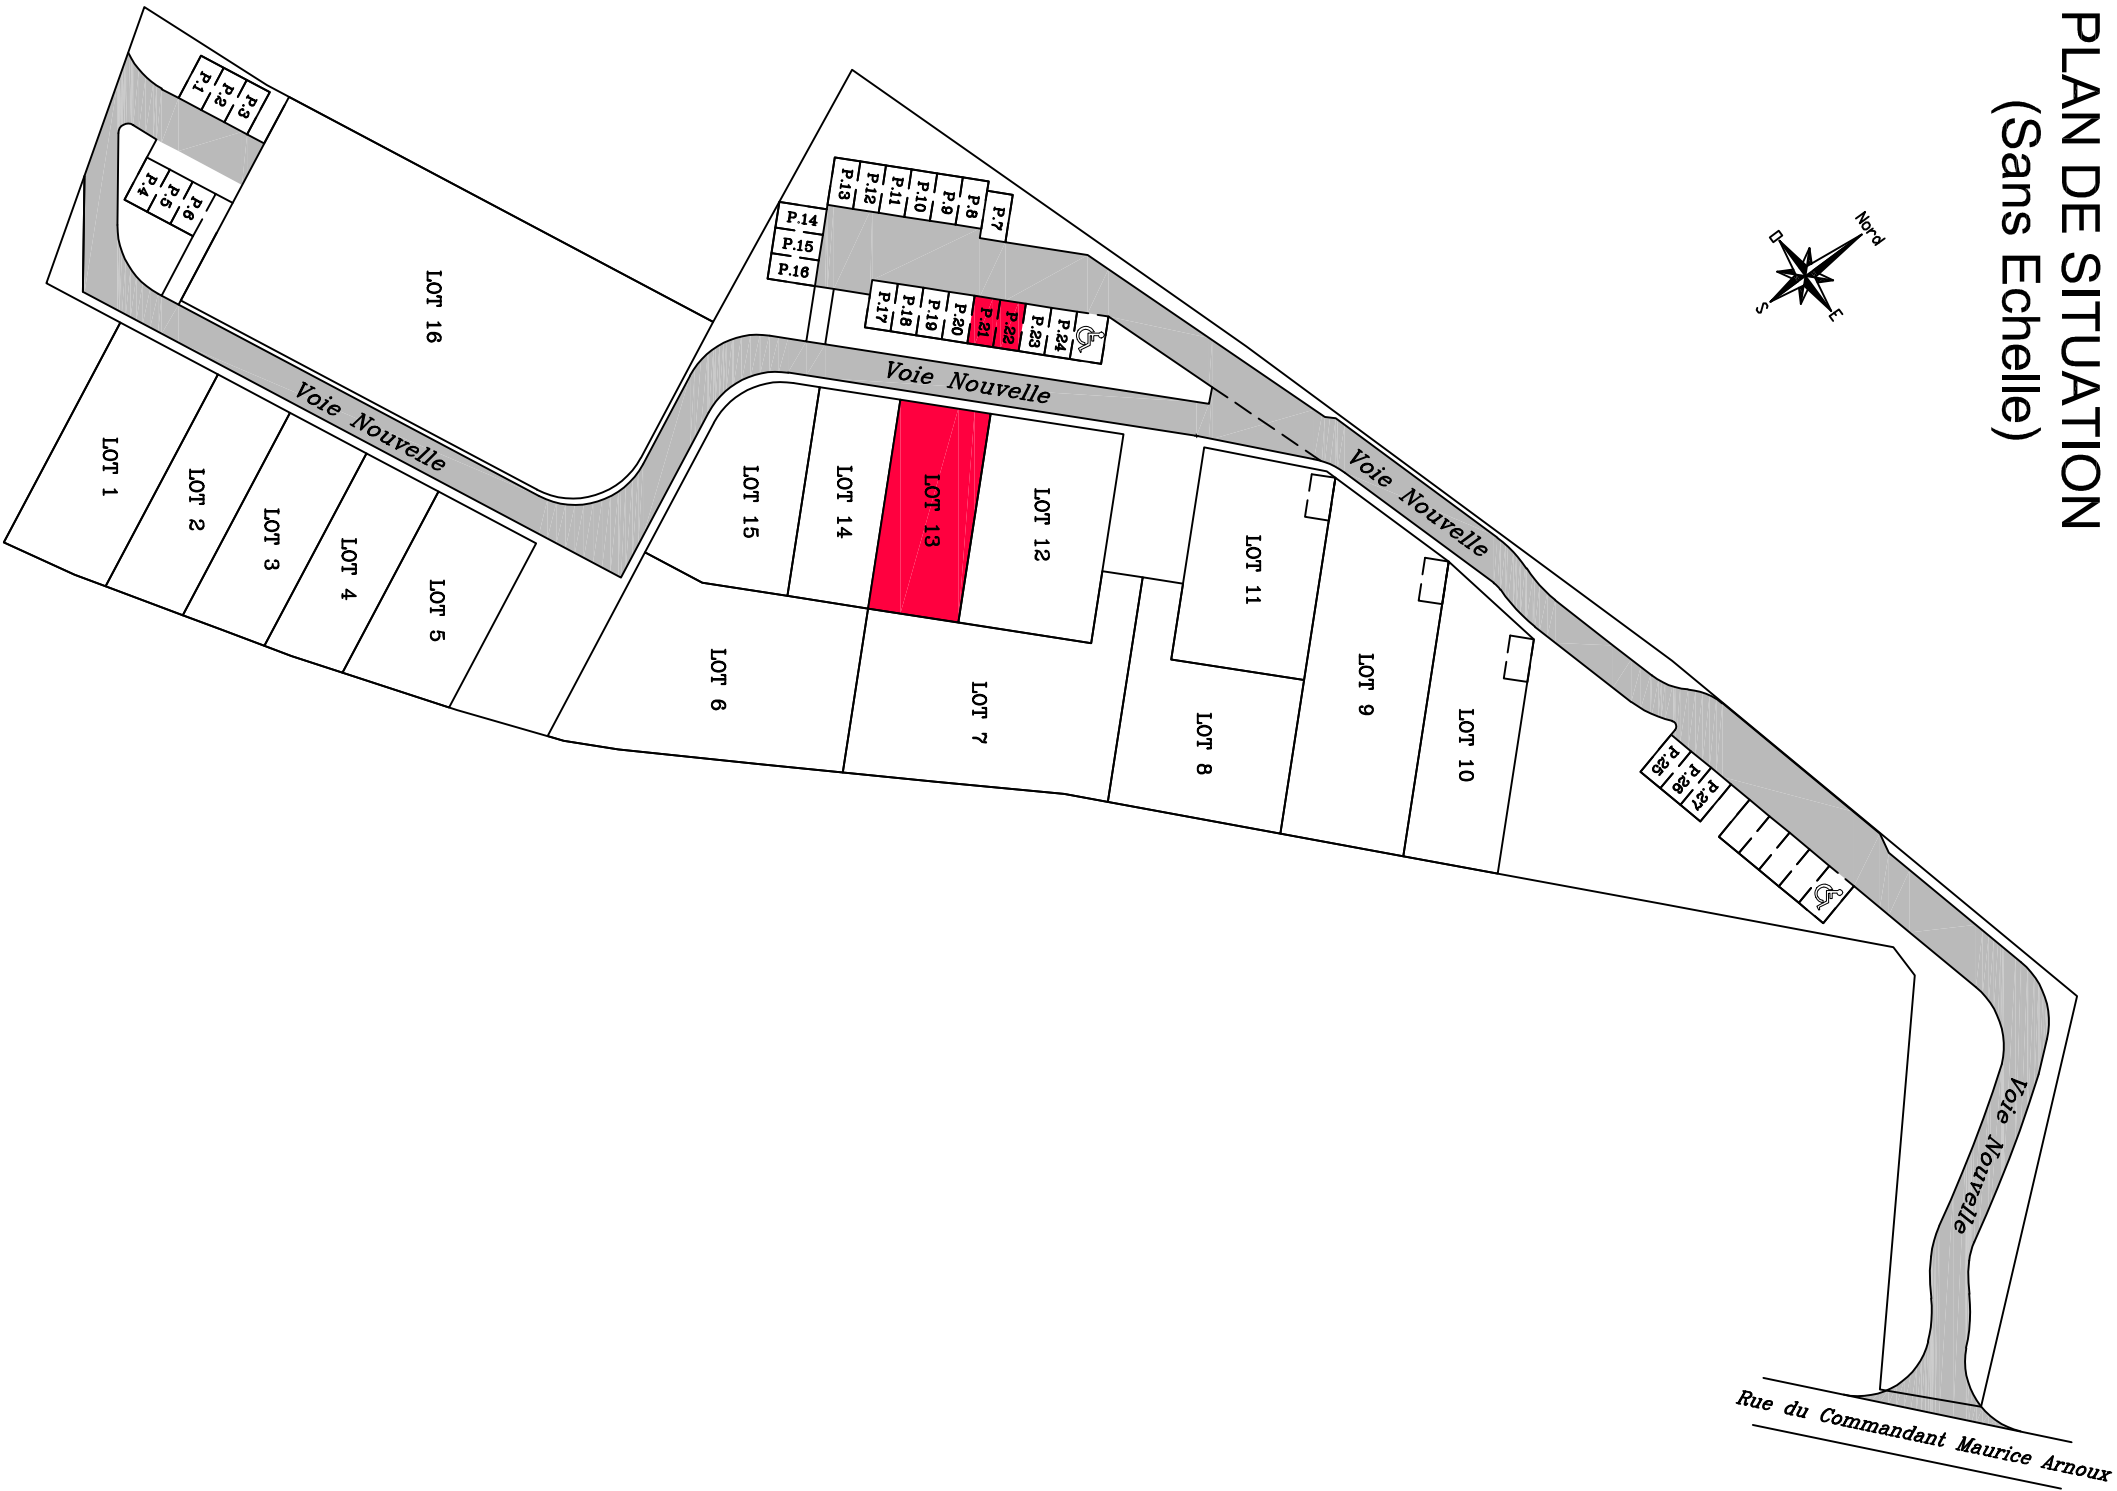 PLAN DE SITUATION
(Sans Echelle)
Nord
E
S
O
P.1
P.2
P.3
P.4
P.5
P.6
P.7
P.8
P.9
P.10
P.11
P.12
P.13
P.14
P.15
P.16
P.17
P.18
P.19
P.20
P.21
P.22
P.23
P.24
P.25
P.26
P.27
LOT 16
Voie Nouvelle
Voie Nouvelle
Voie Nouvelle
Voie Nouvelle
LOT 1
LOT 2
LOT 3
LOT 4
LOT 5
LOT 6
LOT 7
LOT 8
LOT 9
LOT 10
LOT 11
LOT 12
LOT 13
LOT 14
LOT 15
Rue du Commandant Maurice Arnoux